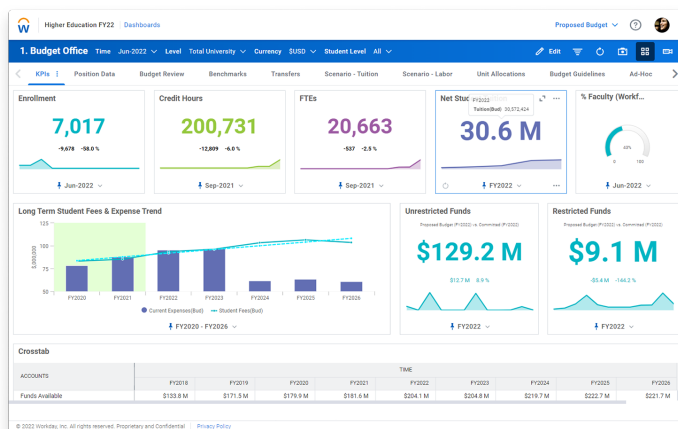 w Higher Education FY22 Dashboards Proposed Budget
1. Budget Office Time Jun-2022 Level Total University Currency $USD Student Level All Edit
KPIs Position Data Budget Review Benchmarks Transfers Scenario - Tuition Scenario - Labor Unit Allocations Budget Guidelines Ad-Hoc
Enrollment
7,017
-9,678 -58.0 %
Jun-2022
Credit Hours
200,731
-12,809 -6.0 %
Sep-2021
FTEs
20,663
-537 -2.5 %
Sep-2021
Net Stud
FY2022
Tuition(Bud) 30,572,424
30.6 M
FY2022
% Faculty (Workf...
0 100
Jun-2022
Long Term Student Fees & Expense Trend
5,000,000
125
100
75
50
FY2020 FY2021 FY2022 FY2023 FY2024 FY2025 FY2026
Current Expenses(Bud) Student Fees(Bud)
FY2020 - FY2026
Unrestricted Funds
Proposed Budget (FY2022) vs. Committed (FY2022)
$129.2 M
$12.7 M 8.9 %
FY2022
Restricted Funds
Proposed Budget (FY2022) vs. Committed (FY2022)
$9.1 M
-$5.4 M -144.2 %
FY2022
Crosstab
ACCOUNTS
TIME
FY2018 FY2019 FY2020 FY2021 FY2022 FY2023 FY2024 FY2025 FY2026
Funds Available $133.8 M $171.5 M $179.9 M $181.6 M $204.1 M $204.8 M $219.7 M $222.7 M $221.7 M
© 2022 Workday, Inc. All rights reserved. Proprietary and Confidential Privacy Policy